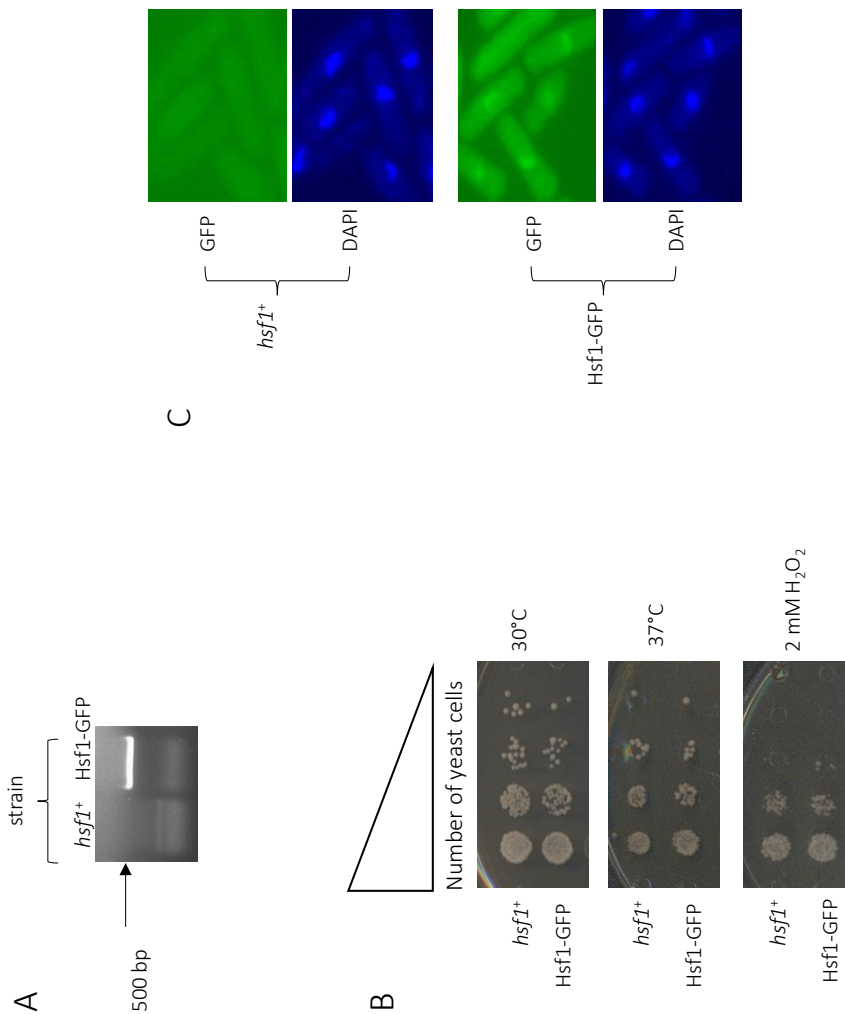 A
strain
hsf1⁺ Hsf1-GFP
500 bp
B
Number of yeast cells
hsf1⁺
Hsf1-GFP
30°C
hsf1⁺
Hsf1-GFP
37°C
hsf1⁺
Hsf1-GFP
2 mM H₂O₂
C
hsf1⁺
GFP
DAPI
Hsf1-GFP
GFP
DAPI